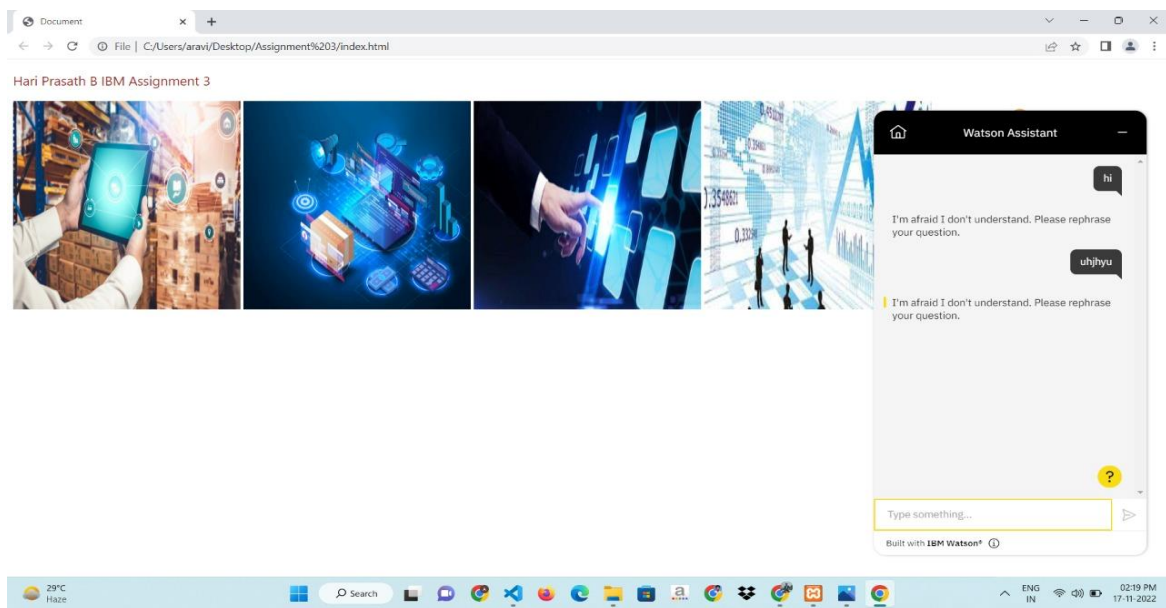 Document
File | C:/Users/aravi/Desktop/Assignment%203/index.html
Hari Prasath B IBM Assignment 3
Watson Assistant
hi
I'm afraid I don't understand. Please rephrase
your question.
uhjhyu
I'm afraid I don't understand. Please rephrase
your question.
?
Type something...
Built with IBM Watson®
29°C
Haze
Search
ENG
IN
02:19 PM
17-11-2022